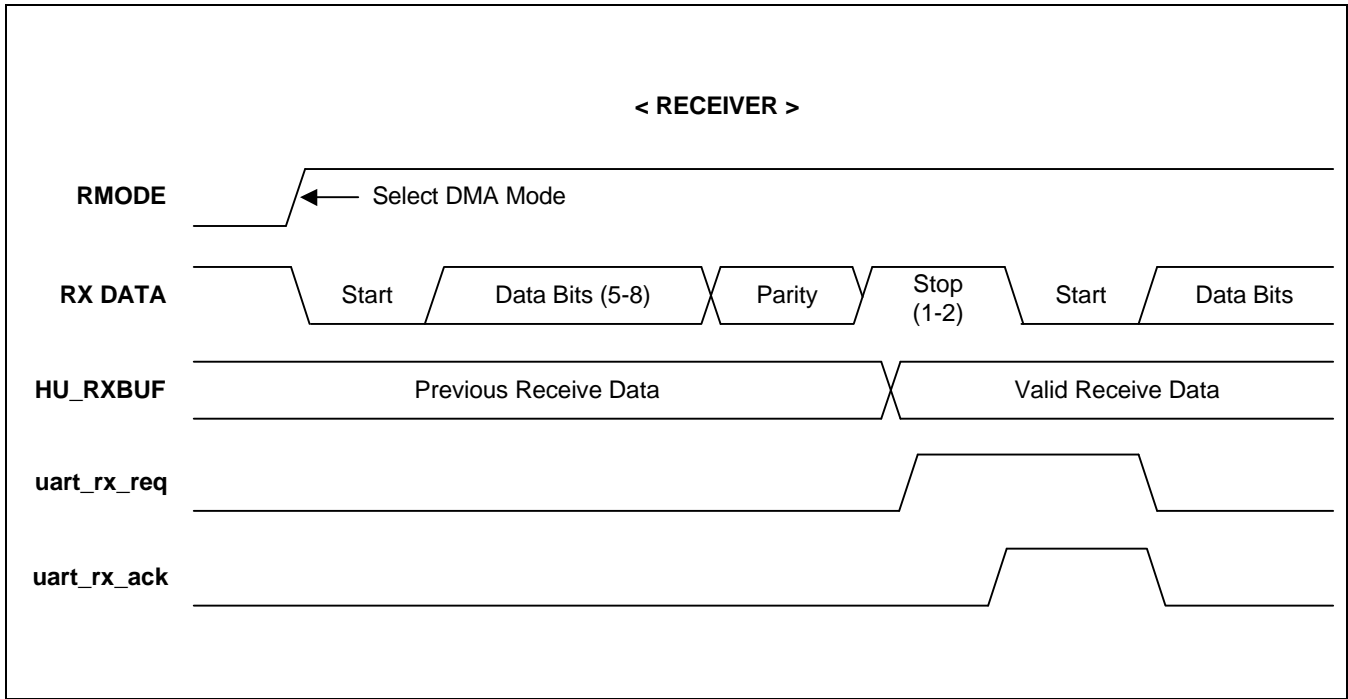 < RECEIVER >
RMODE
Select DMA Mode
RX DATA
Start
Data Bits (5-8)
Parity
Stop
(1-2)
Start
Data Bits
HU_RXBUF
Previous Receive Data
Valid Receive Data
uart_rx_req
uart_rx_ack